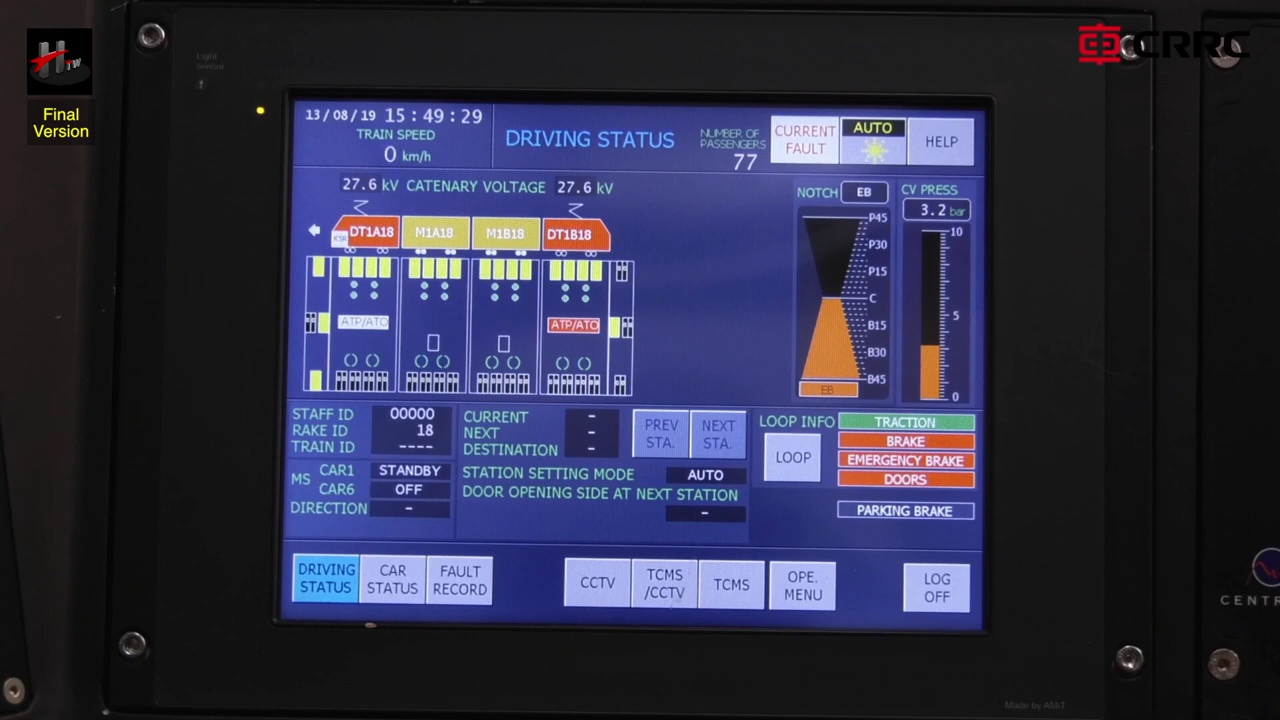 CRRC
HTW
Final
Version
13/08/19 15:49:29
TRAIN SPEED
0 km/h
DRIVING STATUS
NUMBER OF
PASSENGERS
77
CURRENT
FAULT
AUTO
HELP
27.6 kV CATENARY VOLTAGE 27.6 kV
NOTCH EB
CV PRESS
3.2 bar
KSR DT1A18 M1A18 M1B18 DT1B18
ATP/ATO ATP/ATO
P45
P30
P15
C
B15
B30
B45
EB
10
5
0
STAFF ID 00000
RAKE ID 18
TRAIN ID ----
MS CAR1 STANDBY
CAR6 OFF
DIRECTION -
CURRENT -
NEXT -
DESTINATION -
PREV
STA.
NEXT
STA.
STATION SETTING MODE AUTO
DOOR OPENING SIDE AT NEXT STATION
-
LOOP INFO
LOOP
TRACTION
BRAKE
EMERGENCY BRAKE
DOORS
PARKING BRAKE
DRIVING
STATUS
CAR
STATUS
FAULT
RECORD
CCTV
TCMS
/CCTV
TCMS
OPE.
MENU
LOG
OFF
CENTR
Made by AMiT